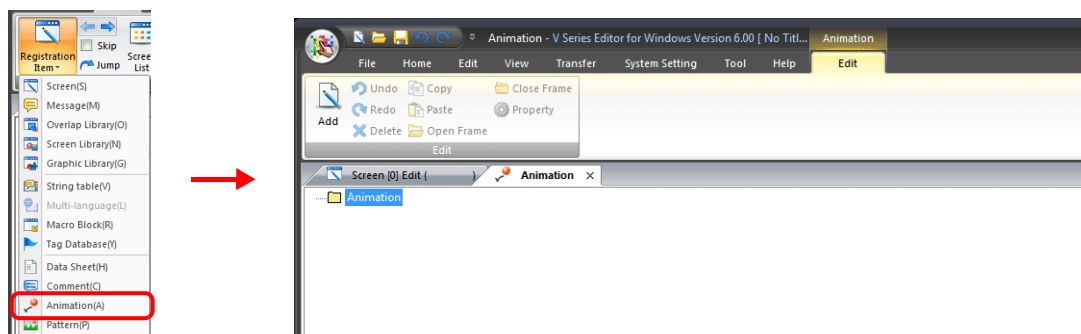 Skip
Registration Item
Jump
Scree
List
Screen(S)
Message(M)
Overlap Library(O)
Screen Library(N)
Graphic Library(G)
String table(V)
Multi-language(L)
Macro Block(R)
Tag Database(Y)
Data Sheet(H)
Comment(C)
Animation(A)
Pattern(P)
Animation - V Series Editor for Windows Version 6.00 [ No Titl...
Animation
File Home Edit View Transfer System Setting Tool Help Edit
Add
Undo Copy Close Frame
Redo Paste Property
Delete Open Frame
Edit
Screen [0] Edit ( ) Animation ×
Animation